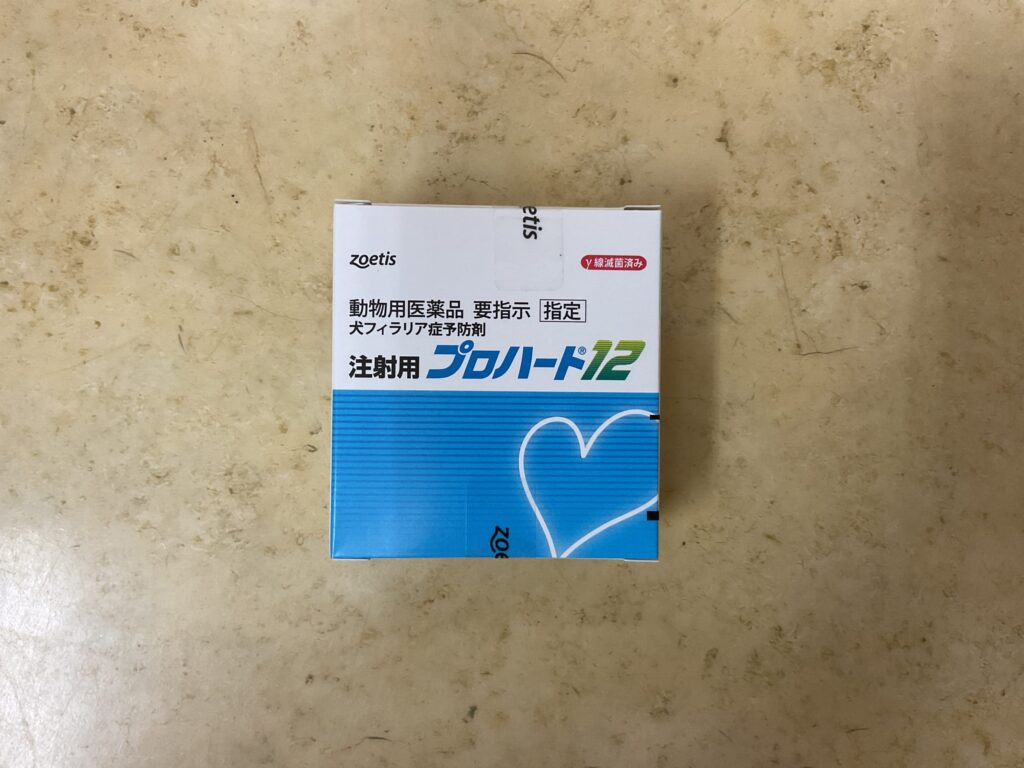 etis
zoetis
γ線滅菌済み
動物用医薬品 要指示 指定
犬フィラリア症予防剤
注射用 プロハート®12
zoe